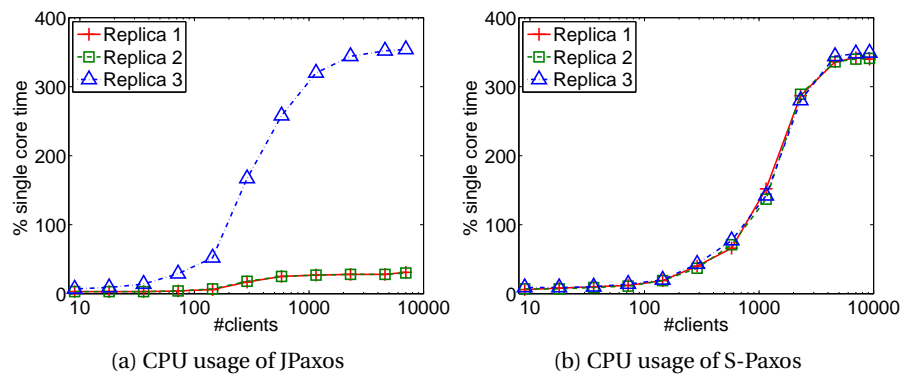 400
300
200
100
0
% single core time
Replica 1
Replica 2
Replica 3
10
100
1000
10000
#clients
(a) CPU usage of JPaxos
400
300
200
100
0
% single core time
Replica 1
Replica 2
Replica 3
10
100
1000
10000
#clients
(b) CPU usage of S-Paxos